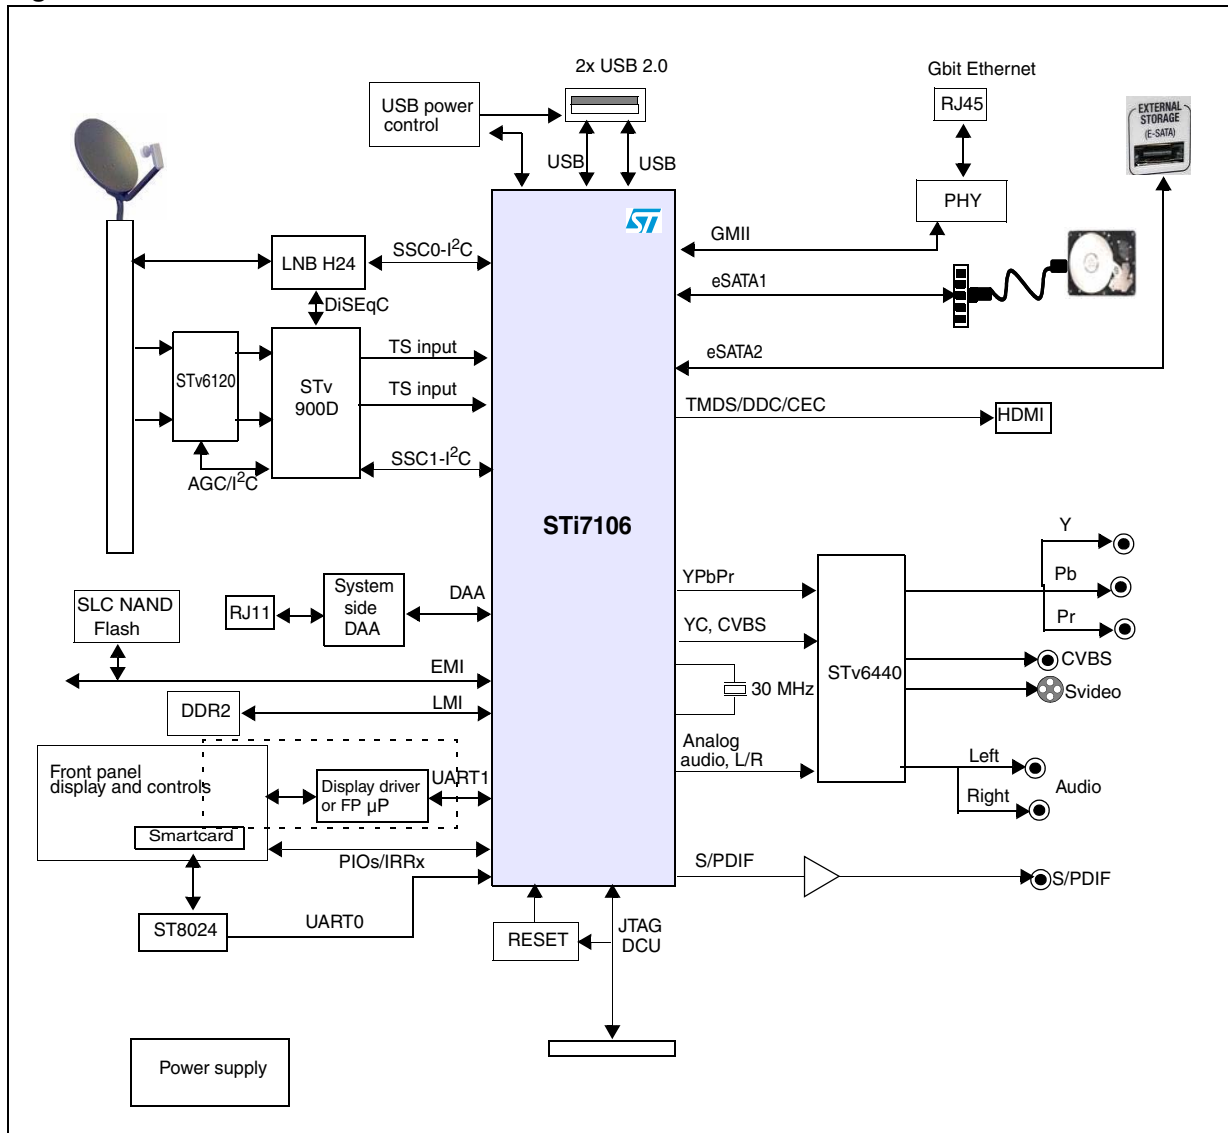 2x USB 2.0
Gbit Ethernet
USB power
control
RJ45
EXTERNAL
STORAGE
(E-SATA)
USB
USB
PHY
ST
GMII
LNB H24
SSC0-I²C
eSATA1
DiSEqC
TS input
eSATA2
STv6120
STv
900D
TS input
TMDS/DDC/CEC
HDMI
SSC1-I²C
AGC/I²C
STi7106
Y
YPbPr
Pb
SLC NAND
Flash
RJ11
System
side
DAA
DAA
YC, CVBS
Pr
STv6440
CVBS
EMI
30 MHz
Svideo
DDR2
LMI
Analog
audio, L/R
Front panel
display and controls
Display driver
or FP µP
UART1
Left
Audio
Right
Smartcard
PIOs/IRRx
S/PDIF
S/PDIF
ST8024
UART0
RESET
JTAG
DCU
Power supply